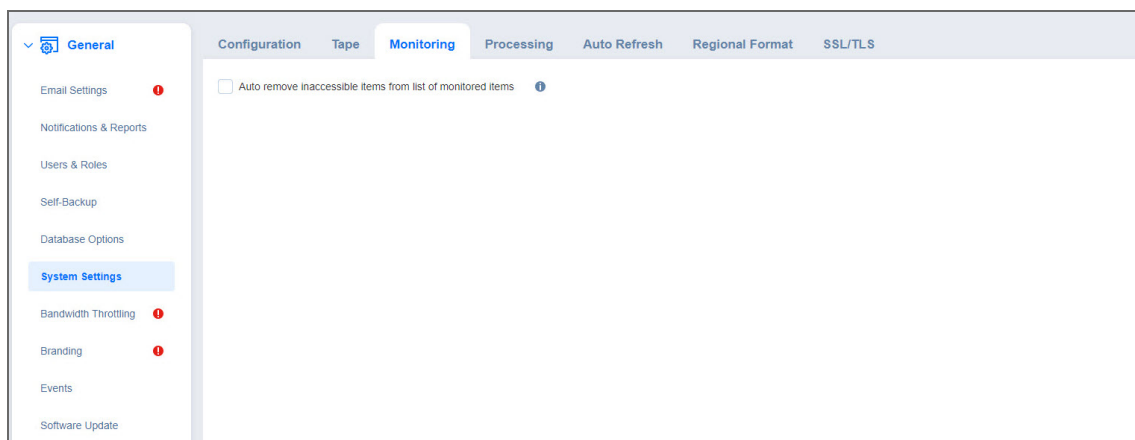 General
Configuration Tape Monitoring Processing Auto Refresh Regional Format SSL/TLS
Auto remove inaccessible items from list of monitored items
Email Settings
Notifications & Reports
Users & Roles
Self-Backup
Database Options
System Settings
Bandwidth Throttling
Branding
Events
Software Update